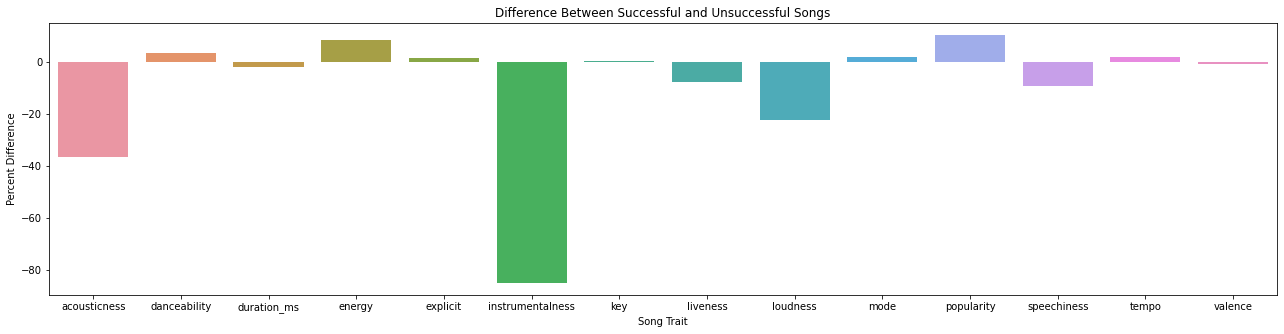 Difference Between Successful and Unsuccessful Songs
Percent Difference
0
−20
−40
−60
−80
acousticness danceability duration_ms energy explicit instrumentalness key liveness loudness mode popularity speechiness tempo valence
Song Trait